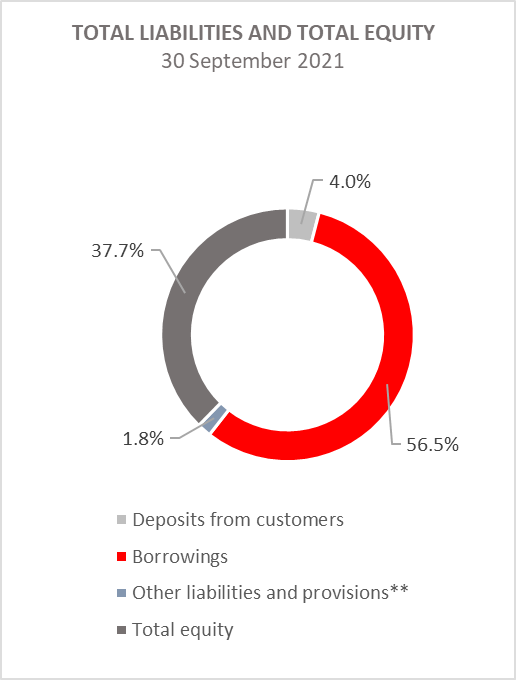 TOTAL LIABILITIES AND TOTAL EQUITY
30 September 2021
4.0%
37.7%
1.8%
56.5%
Deposits from customers
Borrowings
Other liabilities and provisions**
Total equity